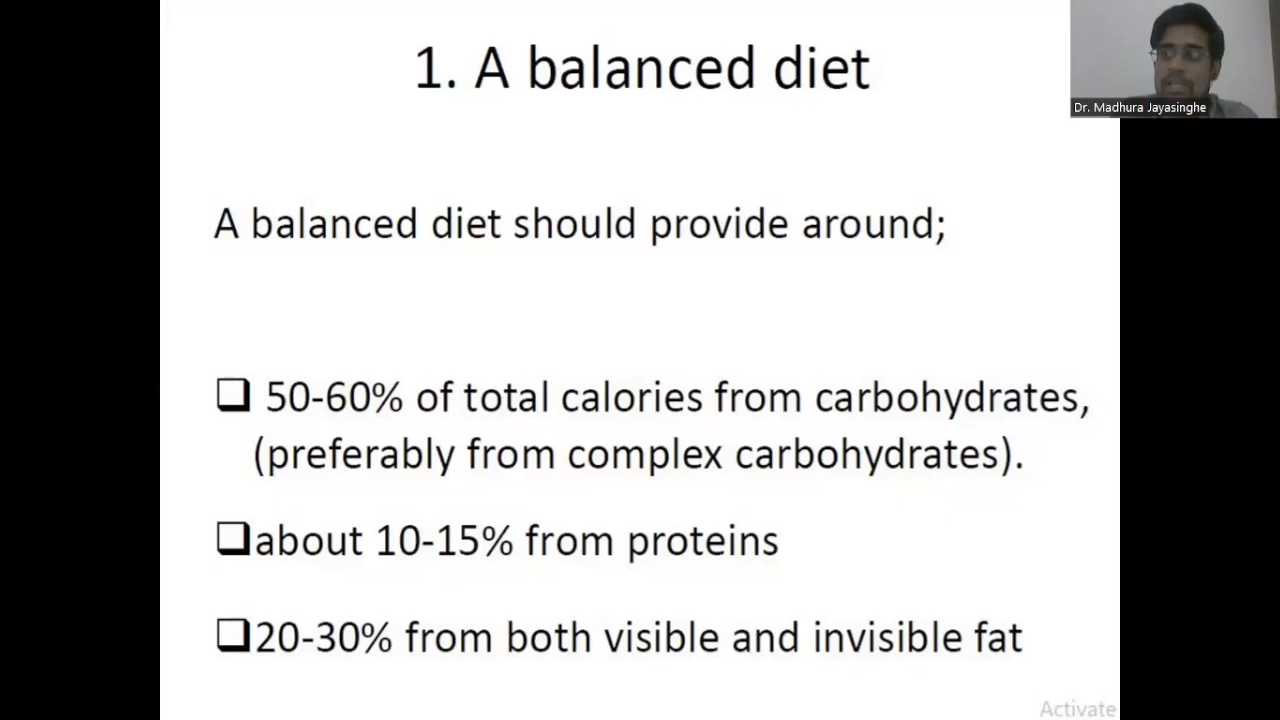 1. A balanced diet
Dr. Madhura Jayasinghe
A balanced diet should provide around;
❑ 50-60% of total calories from carbohydrates,
(preferably from complex carbohydrates).
❑about 10-15% from proteins
❑20-30% from both visible and invisible fat
Activate